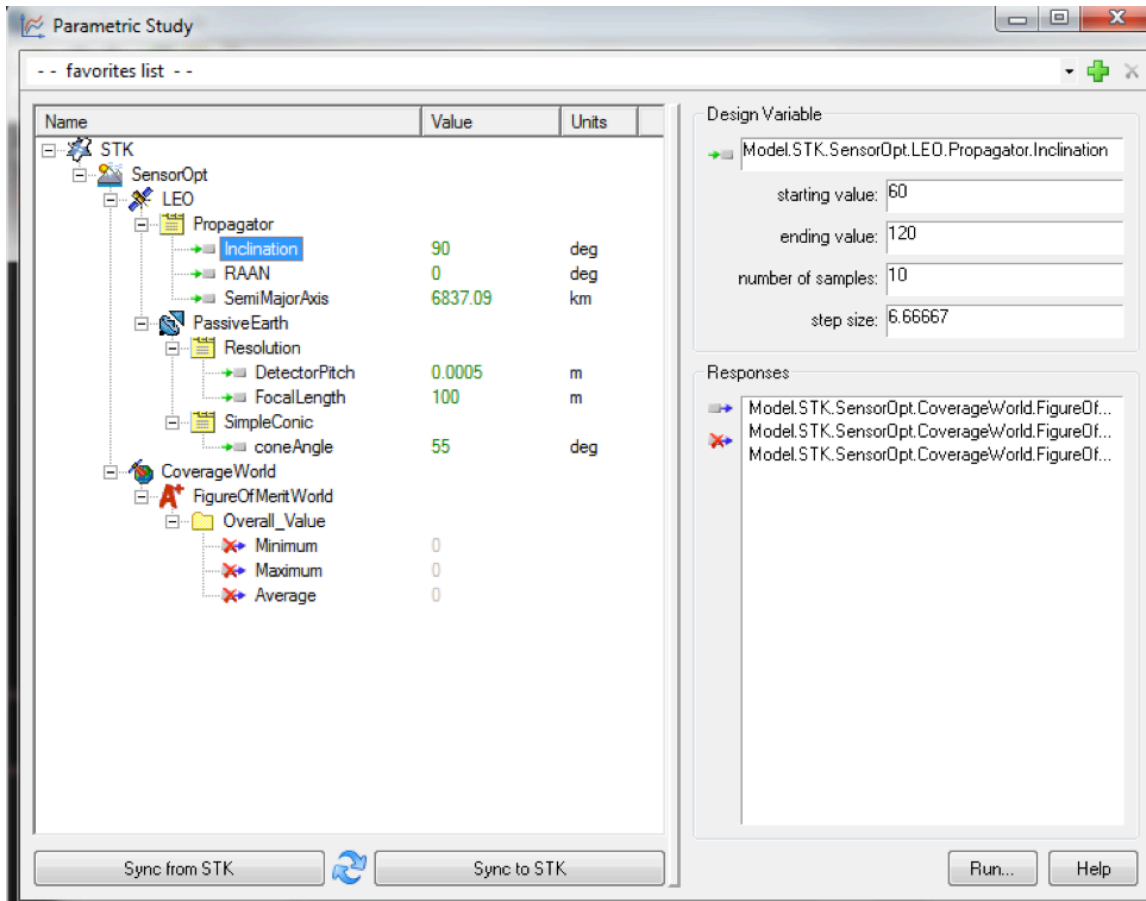 Parametric Study
- - favorites list - -
Name Value Units
STK
SensorOpt
LEO
Propagator
Inclination 90 deg
RAAN 0 deg
SemiMajorAxis 6837.09 km
PassiveEarth
Resolution
DetectorPitch 0.0005 m
FocalLength 100 m
SimpleConic
coneAngle 55 deg
CoverageWorld
FigureOfMeritWorld
Overall_Value
Minimum 0
Maximum 0
Average 0
Sync from STK Sync to STK
Design Variable
Model.STK.SensorOpt.LEO.Propagator.Inclination
starting value: 60
ending value: 120
number of samples: 10
step size: 6.66667
Responses
Model.STK.SensorOpt.CoverageWorld.FigureOf...
Model.STK.SensorOpt.CoverageWorld.FigureOf...
Model.STK.SensorOpt.CoverageWorld.FigureOf...
Run... Help